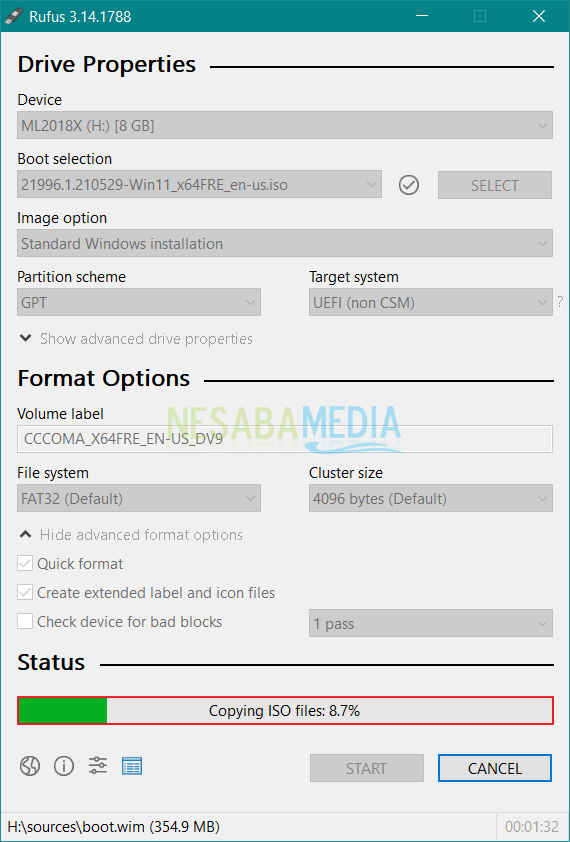 Rufus 3.14.1788
Drive Properties
Device
ML2018X (H:) [8 GB]
Boot selection
21996.1.210529-Win11_x64FRE_en-us.iso
SELECT
Image option
Standard Windows installation
Partition scheme
Target system
GPT
UEFI (non CSM)
?
Show advanced drive properties
Format Options
Volume label
NESABAMEDIA
CCCOMA_X64FRE_EN-US_DV9
File system
Cluster size
FAT32 (Default)
4096 bytes (Default)
Hide advanced format options
Quick format
Create extended label and icon files
Check device for bad blocks
1 pass
Status
Copying ISO files: 8.7%
START
CANCEL
H:\sources\boot.wim (354.9 MB)
00:01:32